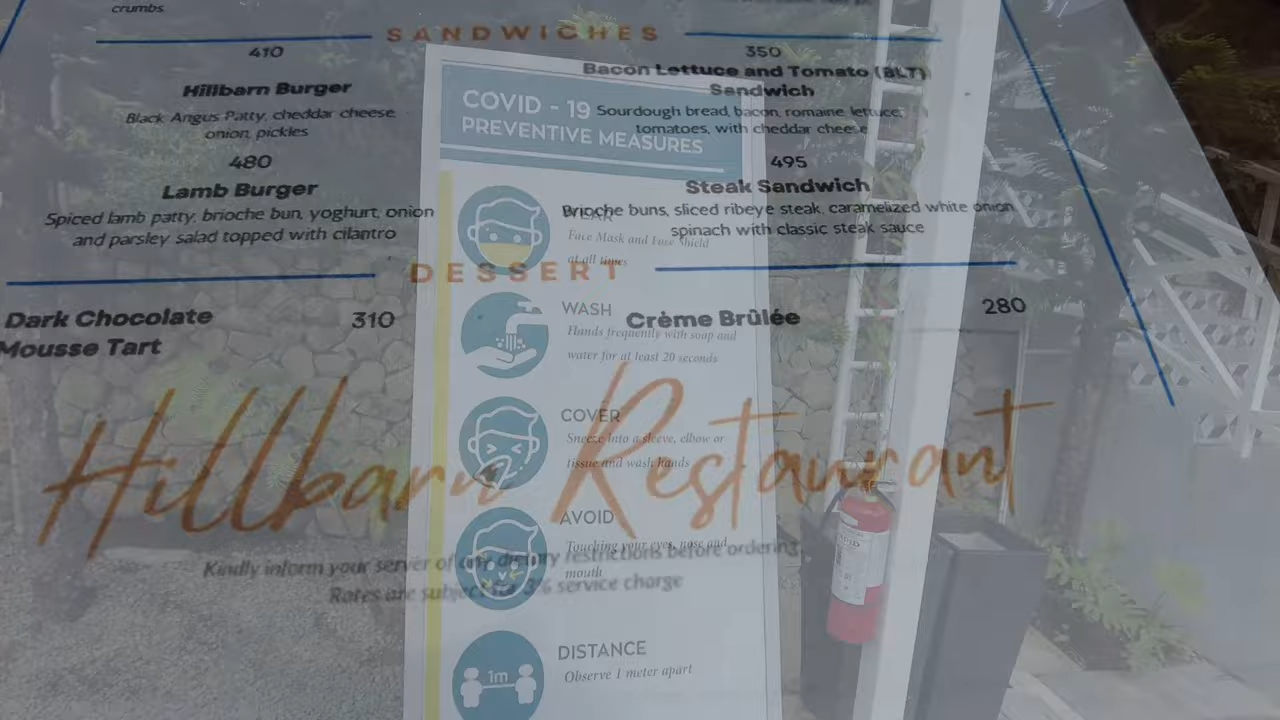 crumbs.
SANDWICHES
410
Hillbarn Burger
Black Angus Patty, cheddar cheese,
onion, pickles
480
Lamb Burger
Spiced lamb patty, brioche bun, yoghurt, onion
and parsley salad topped with cilantro
350
Bacon Lettuce and Tomato (BLT)
Sandwich
Sourdough bread, bacon, romaine, lettuce,
tomatoes, with cheddar cheese
495
Steak Sandwich
Brioche buns, sliced ribeye steak, caramelized white onion
spinach with classic steak sauce
DESSERT
Dark Chocolate 310
Mousse Tart
Crème Brûlée 280
Hillbarn Restaurant
Kindly inform your server of any dietary restrictions before ordering.
Rates are subject for 3% service charge
COVID - 19
PREVENTIVE MEASURES
Face Mask and Face Shield
at all times
WASH
Hands frequently with soap and
water for at least 20 seconds
COVER
Sneeze into a sleeve, elbow or
tissue and wash hands
AVOID
Touching your eyes, nose and
mouth
1m
DISTANCE
Observe 1 meter apart